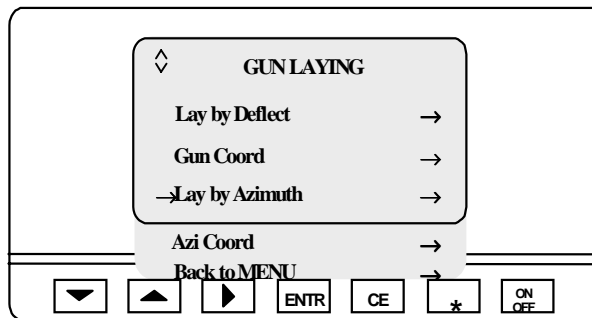 GUN LAYING
Lay by Deflect →
Gun Coord →
→Lay by Azimuth →
Azi Coord →
Back to MENU →
ENTR CE * ON
OFF